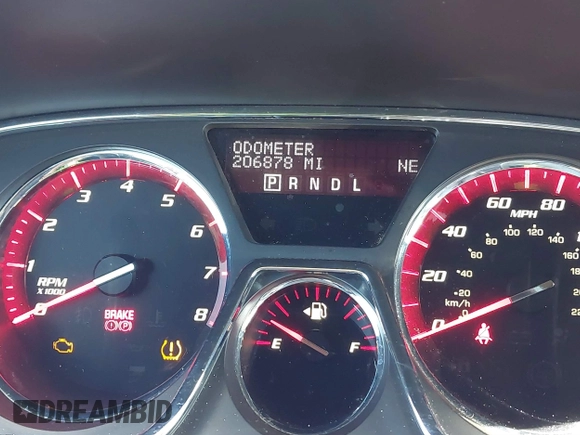 ODOMETER
206878 MI NE
P R N D L
0 1 2 3 4 5 6 7 8
RPM
X 1000
BRAKE
E F
0 20 40 60 80
MPH
km/h
0 20 40 60 80 100 120 140 160
DREAMBID